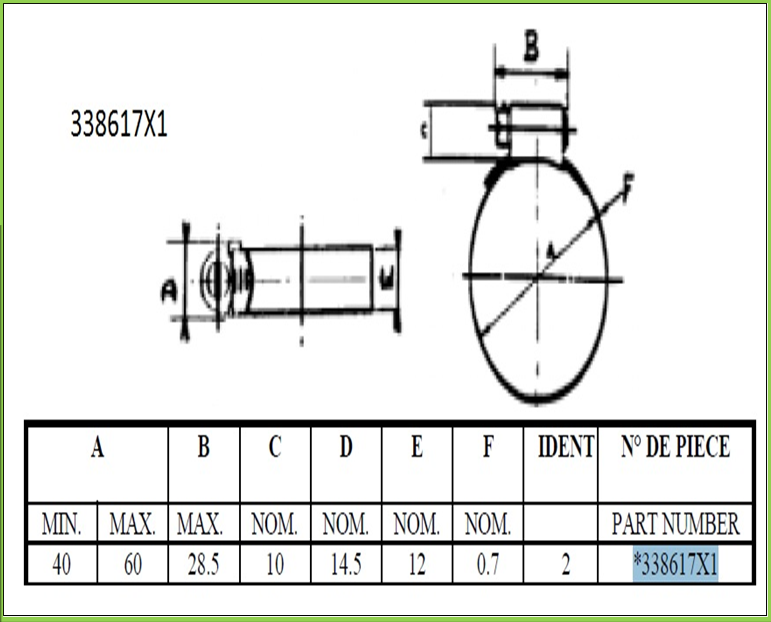 B
338617X1
C
F
A
A
E
A B C D E F IDENT N° DE PIECE
MIN. MAX. MAX. NOM. NOM. NOM. NOM. PART NUMBER
40 60 28.5 10 14.5 12 0.7 2 *338617X1